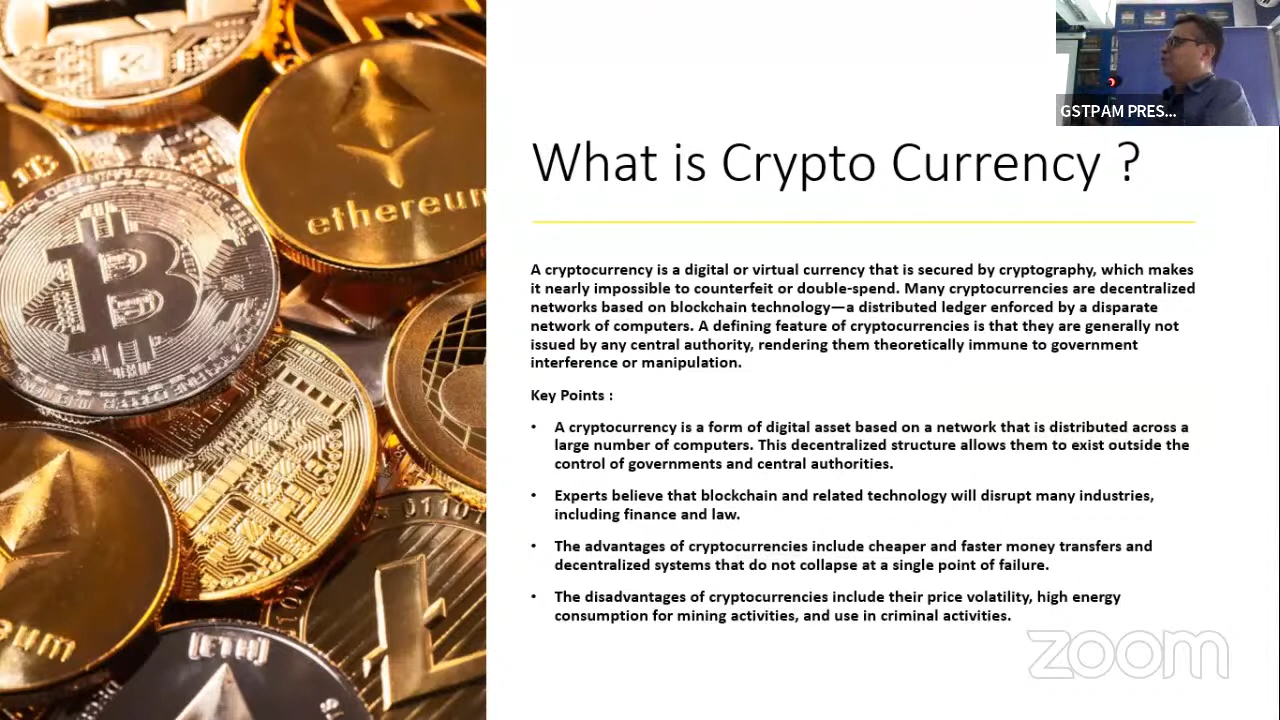 GSTPAM PRES...
What is Crypto Currency ?
A cryptocurrency is a digital or virtual currency that is secured by cryptography, which makes
it nearly impossible to counterfeit or double-spend. Many cryptocurrencies are decentralized
networks based on blockchain technology—a distributed ledger enforced by a disparate
network of computers. A defining feature of cryptocurrencies is that they are generally not
issued by any central authority, rendering them theoretically immune to government
interference or manipulation.
Key Points :
• A cryptocurrency is a form of digital asset based on a network that is distributed across a
large number of computers. This decentralized structure allows them to exist outside the
control of governments and central authorities.
• Experts believe that blockchain and related technology will disrupt many industries,
including finance and law.
• The advantages of cryptocurrencies include cheaper and faster money transfers and
decentralized systems that do not collapse at a single point of failure.
• The disadvantages of cryptocurrencies include their price volatility, high energy
consumption for mining activities, and use in criminal activities.
zoom
ethereum
B
01101
eum
[ETH]